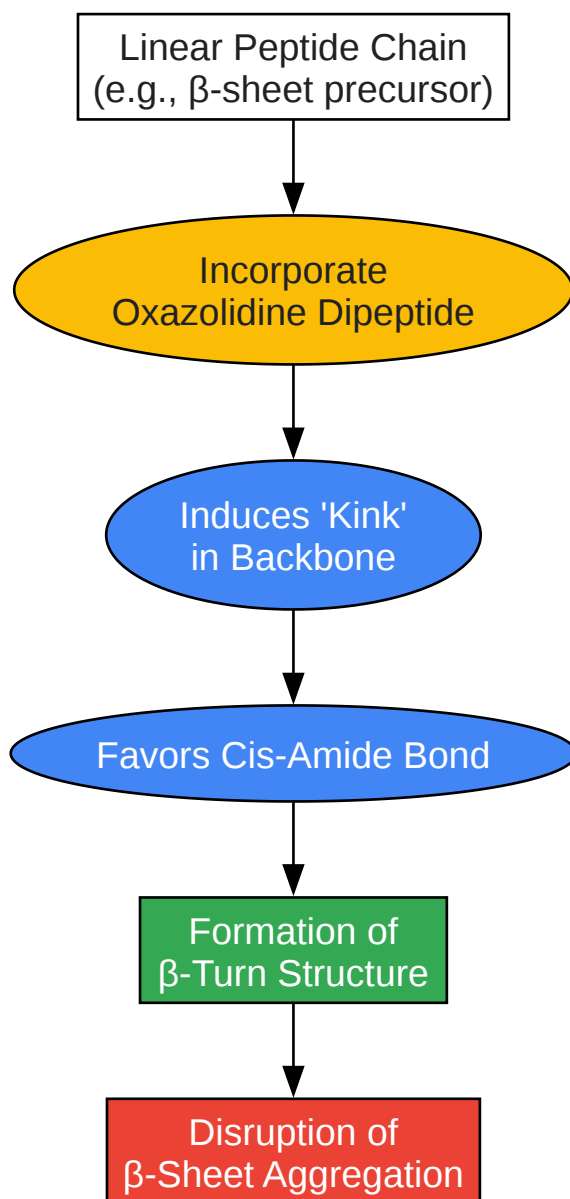 Linear Peptide Chain
(e.g., β-sheet precursor)
Incorporate
Oxazolidine Dipeptide
Induces 'Kink'
in Backbone
Favors Cis-Amide Bond
Formation of
β-Turn Structure
Disruption of
β-Sheet Aggregation